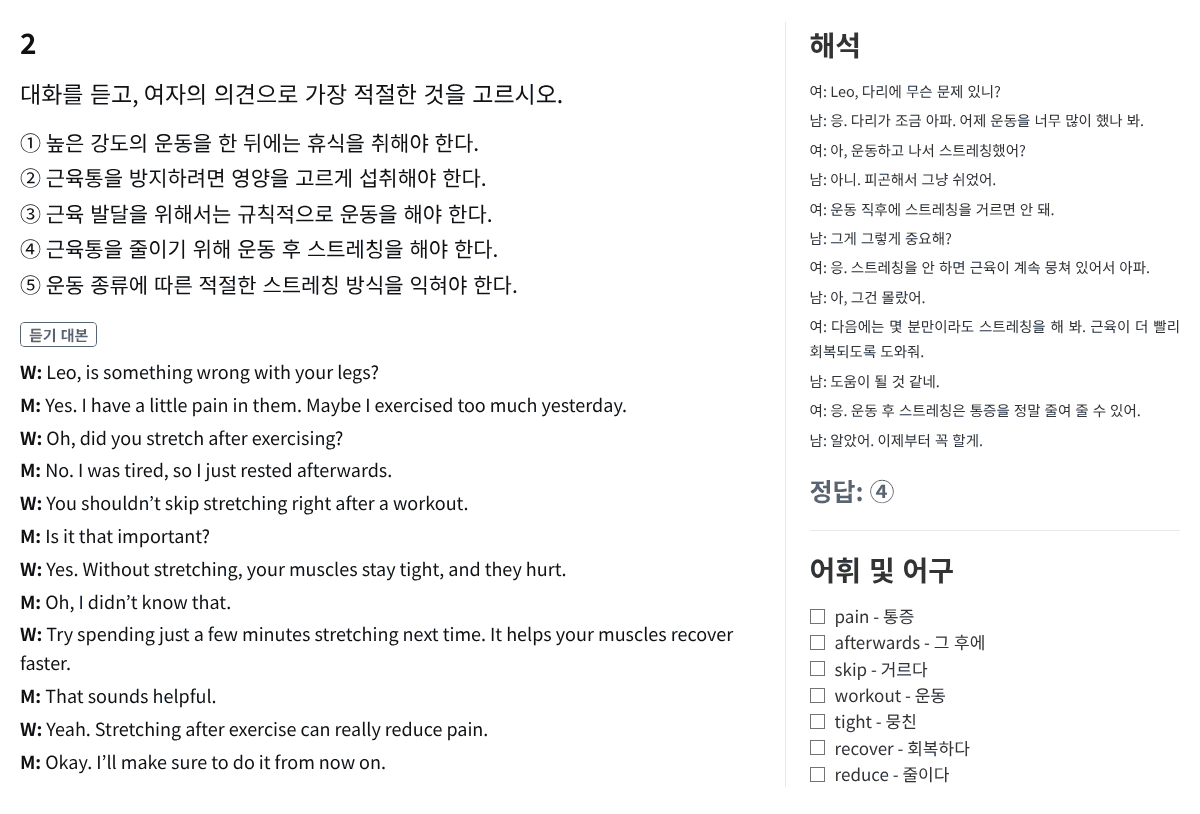 2
대화를 듣고, 여자의 의견으로 가장 적절한 것을 고르시오.
① 높은 강도의 운동을 한 뒤에는 휴식을 취해야 한다.
② 근육통을 방지하려면 영양을 고르게 섭취해야 한다.
③ 근육 발달을 위해서는 규칙적으로 운동을 해야 한다.
④ 근육통을 줄이기 위해 운동 후 스트레칭을 해야 한다.
⑤ 운동 종류에 따른 적절한 스트레칭 방식을 익혀야 한다.
듣기 대본
W: Leo, is something wrong with your legs?
M: Yes. I have a little pain in them. Maybe I exercised too much yesterday.
W: Oh, did you stretch after exercising?
M: No. I was tired, so I just rested afterwards.
W: You shouldn’t skip stretching right after a workout.
M: Is it that important?
W: Yes. Without stretching, your muscles stay tight, and they hurt.
M: Oh, I didn’t know that.
W: Try spending just a few minutes stretching next time. It helps your muscles recover
faster.
M: That sounds helpful.
W: Yeah. Stretching after exercise can really reduce pain.
M: Okay. I’ll make sure to do it from now on.
해석
여: Leo, 다리에 무슨 문제 있니?
남: 응. 다리가 조금 아파. 어제 운동을 너무 많이 했나 봐.
여: 아, 운동하고 나서 스트레칭했어?
남: 아니. 피곤해서 그냥 쉬었어.
여: 운동 직후에 스트레칭을 거르면 안 돼.
남: 그게 그렇게 중요해?
여: 응. 스트레칭을 안 하면 근육이 계속 뭉쳐 있어서 아파.
남: 아, 그건 몰랐어.
여: 다음에는 몇 분만이라도 스트레칭을 해 봐. 근육이 더 빨리
회복되도록 도와줘.
남: 도움이 될 것 같네.
여: 응. 운동 후 스트레칭은 통증을 정말 줄여 줄 수 있어.
남: 알았어. 이제부터 꼭 할게.
정답: ④
어휘 및 어구
pain - 통증
afterwards - 그 후에
skip - 거르다
workout - 운동
tight - 뭉친
recover - 회복하다
reduce - 줄이다